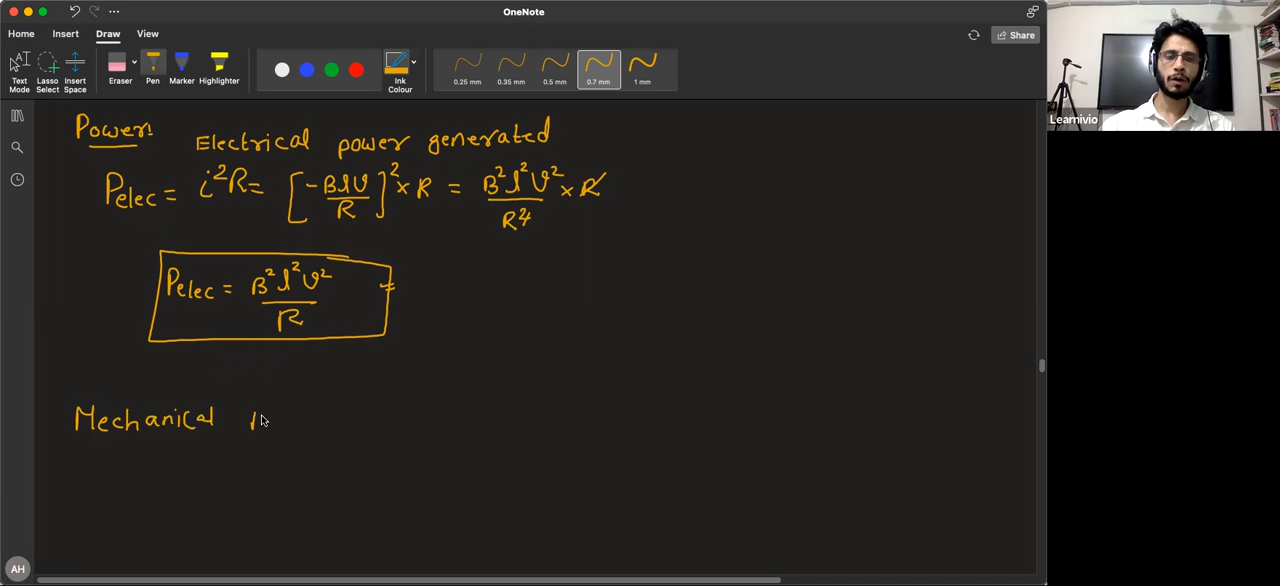 OneNote
Home Insert Draw View
Share
Text Mode
Lasso Select
Insert Space
Eraser
Pen
Marker
Highlighter
Ink Colour
0.25 mm
0.35 mm
0.5 mm
0.7 mm
1 mm
Learnivio
Power: Electrical power generated
Pelec = i²R = [-Blv/R]² × R = B²l²v²/R² × R
Pelec = B²l²v²/R =
Mechanical
AH